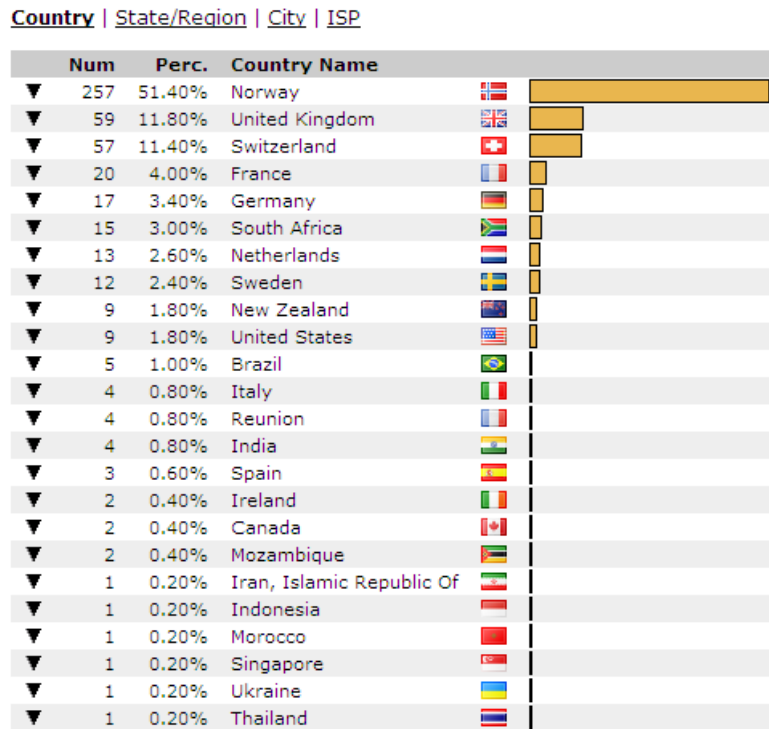 Country | State/Region | City | ISP
Num Perc. Country Name
257 51.40% Norway
59 11.80% United Kingdom
57 11.40% Switzerland
20 4.00% France
17 3.40% Germany
15 3.00% South Africa
13 2.60% Netherlands
12 2.40% Sweden
9 1.80% New Zealand
9 1.80% United States
5 1.00% Brazil
4 0.80% Italy
4 0.80% Reunion
4 0.80% India
3 0.60% Spain
2 0.40% Ireland
2 0.40% Canada
2 0.40% Mozambique
1 0.20% Iran, Islamic Republic Of
1 0.20% Indonesia
1 0.20% Morocco
1 0.20% Singapore
1 0.20% Ukraine
1 0.20% Thailand